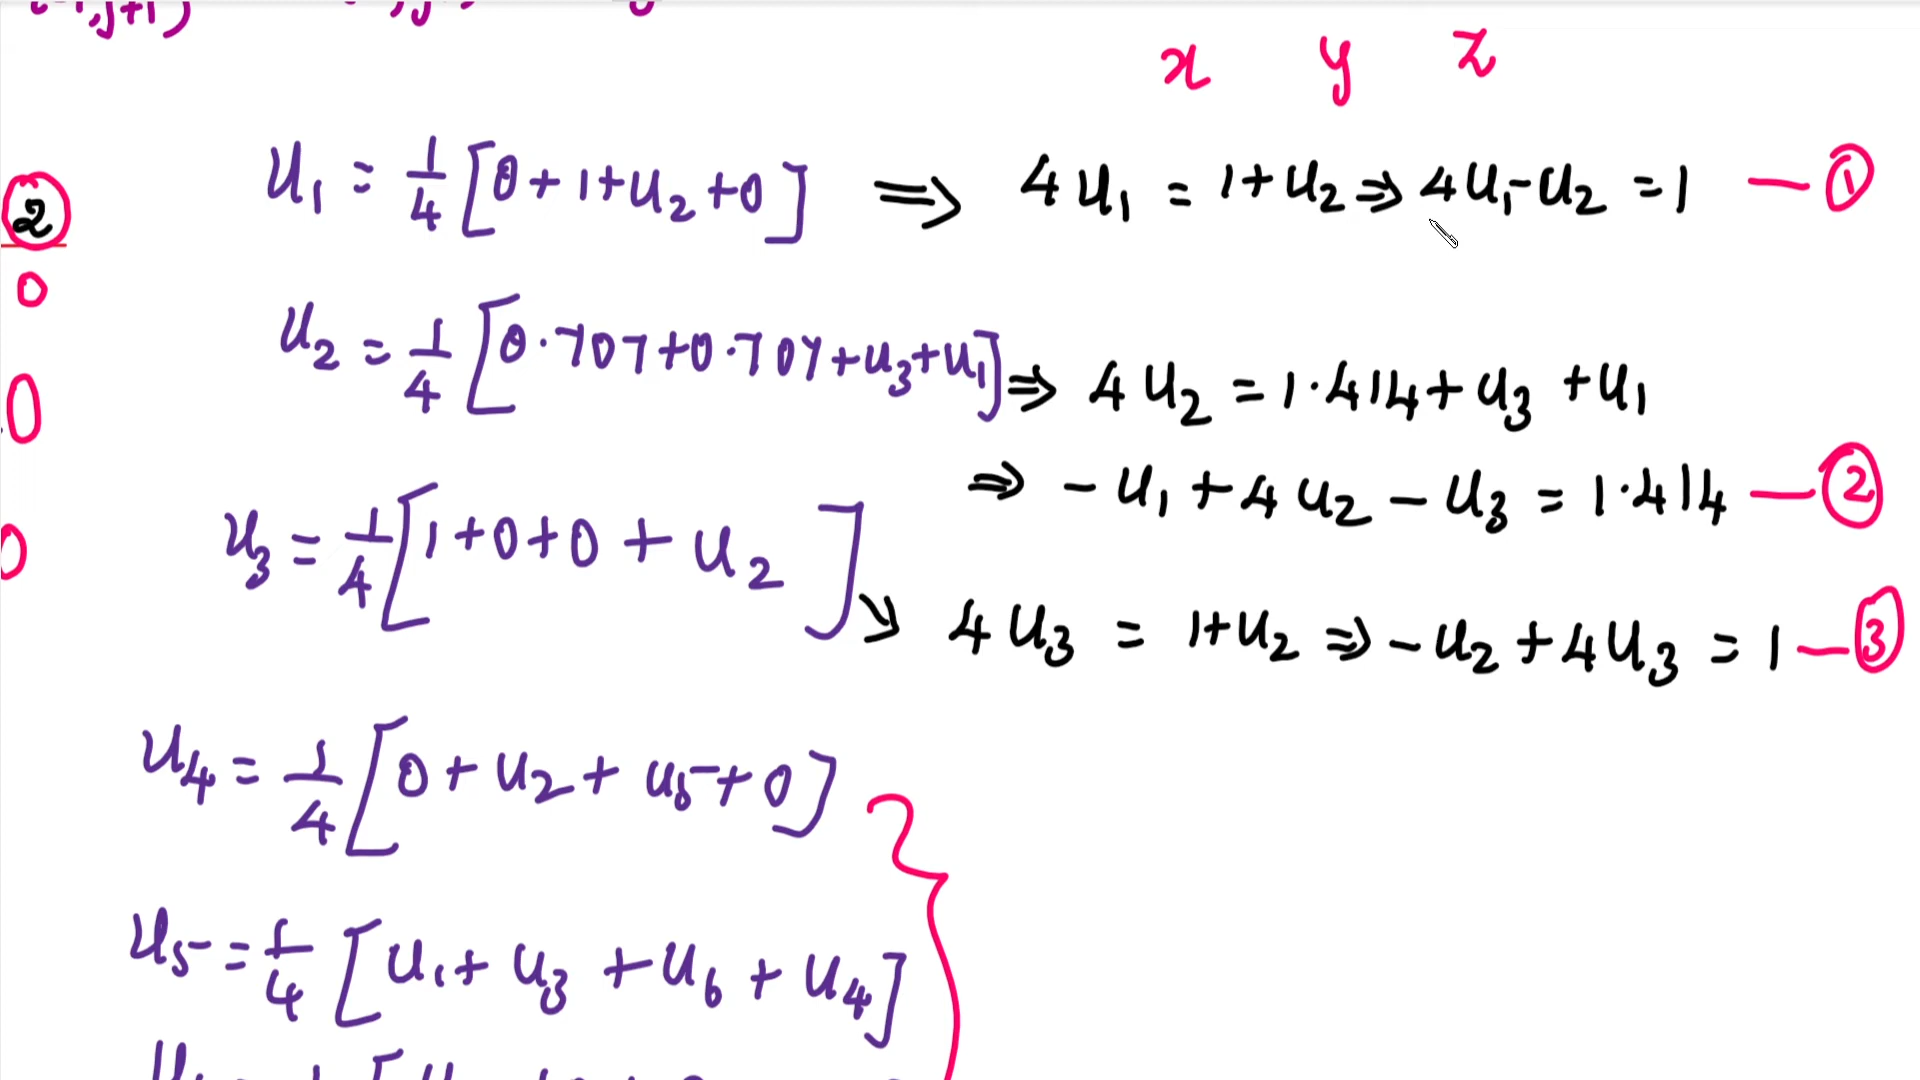 x y z
u₁ = 1/4 [0 + 1 + u₂ + 0] ⇒ 4u₁ = 1 + u₂ ⇒ 4u₁ - u₂ = 1 — ①
②
0
u₂ = 1/4 [0.707 + 0.707 + u₃ + u₁] ⇒ 4u₂ = 1.414 + u₃ + u₁
0
⇒ - u₁ + 4u₂ - u₃ = 1.414 — ②
u₃ = 1/4 [1 + 0 + 0 + u₂] ⇒ 4u₃ = 1 + u₂ ⇒ - u₂ + 4u₃ = 1 — ③
0
u₄ = 1/4 [0 + u₂ + u₅ + 0]
u₅ = 1/4 [u₁ + u₃ + u₆ + u₄]